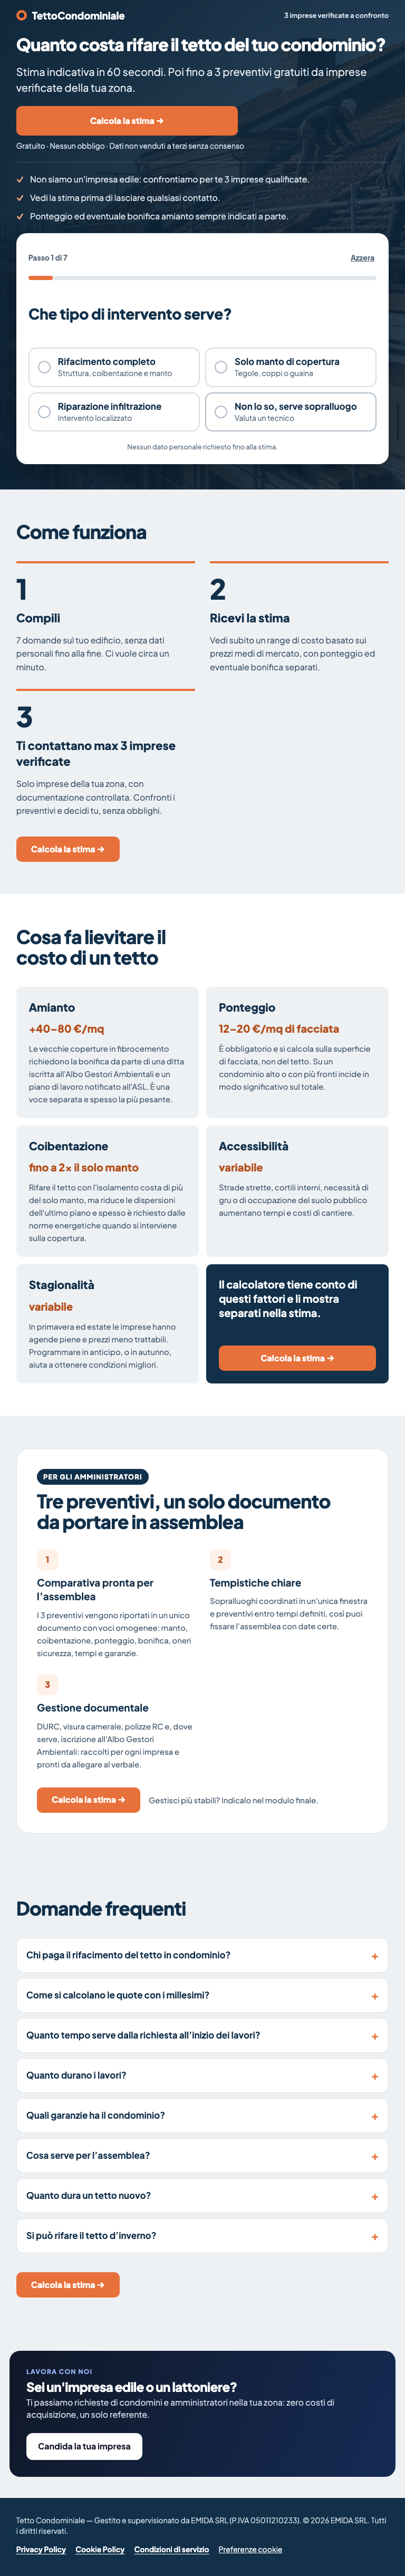 TettoCondominiale
3 imprese verificate a confronto
Quanto costa rifare il tetto del tuo condominio?
Stima indicativa in 60 secondi. Poi fino a 3 preventivi gratuiti da imprese
verificate della tua zona.
Calcola la stima →
Gratuito · Nessun obbligo · Dati non venduti a terzi senza consenso
Non siamo un'impresa edile: confrontiamo per te 3 imprese qualificate.
Vedi la stima prima di lasciare qualsiasi contatto.
Ponteggio ed eventuale bonifica amianto sempre indicati a parte.
Passo 1 di 7
Azzera
Che tipo di intervento serve?
Rifacimento completo
Struttura, coibentazione e manto
Solo manto di copertura
Tegole, coppi o guaina
Riparazione infiltrazione
Intervento localizzato
Non lo so, serve sopralluogo
Valuta un tecnico
Nessun dato personale richiesto fino alla stima.
Come funziona
1
Compili
7 domande sul tuo edificio, senza dati
personali fino alla fine. Ci vuole circa un
minuto.
2
Ricevi la stima
Vedi subito un range di costo basato sui
prezzi medi di mercato, con ponteggio ed
eventuale bonifica separati.
3
Ti contattano max 3 imprese
verificate
Solo imprese della tua zona, con
documentazione controllata. Confronti i
preventivi e decidi tu, senza obblighi.
Calcola la stima →
Cosa fa lievitare il
costo di un tetto
Amianto
+40–80 €/mq
Le vecchie coperture in fibrocemento
richiedono la bonifica da parte di una ditta
iscritta all'Albo Gestori Ambientali e un
piano di lavoro notificato all'ASL. È una
voce separata e spesso la più pesante.
Ponteggio
12–20 €/mq di facciata
È obbligatorio e si calcola sulla superficie
di facciata, non del tetto. Su un
condominio alto o con più fronti incide in
modo significativo sul totale.
Coibentazione
fino a 2× il solo manto
Rifare il tetto con l'isolamento costa di più
del solo manto, ma riduce le dispersioni
dell'ultimo piano e spesso è richiesto dalle
norme energetiche quando si interviene
sulla copertura.
Accessibilità
variabile
Strade strette, cortili interni, necessità di
gru o di occupazione del suolo pubblico
aumentano tempi e costi di cantiere.
Stagionalità
variabile
In primavera ed estate le imprese hanno
agende piene e prezzi meno trattabili.
Programmare in anticipo, o in autunno,
aiuta a ottenere condizioni migliori.
Il calcolatore tiene conto di
questi fattori e li mostra
separati nella stima.
Calcola la stima →
PER GLI AMMINISTRATORI
Tre preventivi, un solo documento
da portare in assemblea
1
Comparativa pronta per
l'assemblea
I 3 preventivi vengono riportati in un unico
documento con voci omogenee: manto,
coibentazione, ponteggio, bonifica, oneri
sicurezza, tempi e garanzie.
2
Tempistiche chiare
Sopralluoghi coordinati in un'unica finestra
e preventivi entro tempi definiti, così puoi
fissare l'assemblea con date certe.
3
Gestione documentale
DURC, visura camerale, polizze RC e, dove
serve, iscrizione all'Albo Gestori
Ambientali: raccolti per ogni impresa e
pronti da allegare al verbale.
Calcola la stima →
Gestisci più stabili? Indicalo nel modulo finale.
Domande frequenti
Chi paga il rifacimento del tetto in condominio? +
Come si calcolano le quote con i millesimi? +
Quanto tempo serve dalla richiesta all'inizio dei lavori? +
Quanto durano i lavori? +
Quali garanzie ha il condominio? +
Cosa serve per l'assemblea? +
Quanto dura un tetto nuovo? +
Si può rifare il tetto d'inverno? +
Calcola la stima →
LAVORA CON NOI
Sei un'impresa edile o un lattoniere?
Ti passiamo richieste di condomini e amministratori nella tua zona: zero costi di
acquisizione, un solo referente.
Candida la tua impresa
Tetto Condominiale — Gestito e supervisionato da EMIDA SRL (P.IVA 05011210233). © 2026 EMIDA SRL. Tutti
i diritti riservati.
Privacy Policy Cookie Policy Condizioni di servizio Preferenze cookie